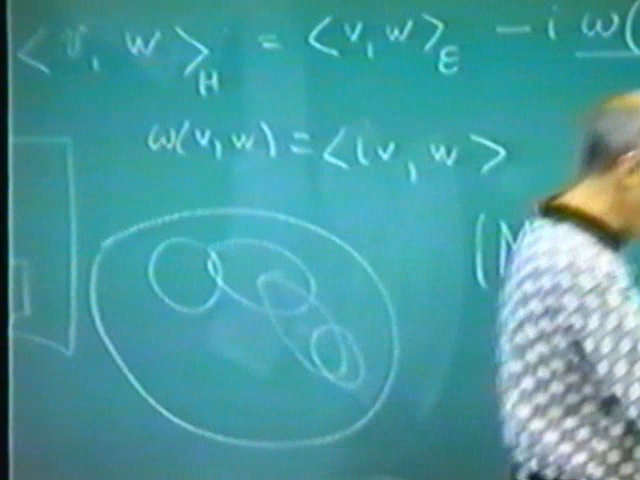 ⟨v, w⟩_H = ⟨v, w⟩_E - i ω(
ω(v, w) = ⟨iv, w⟩
(M